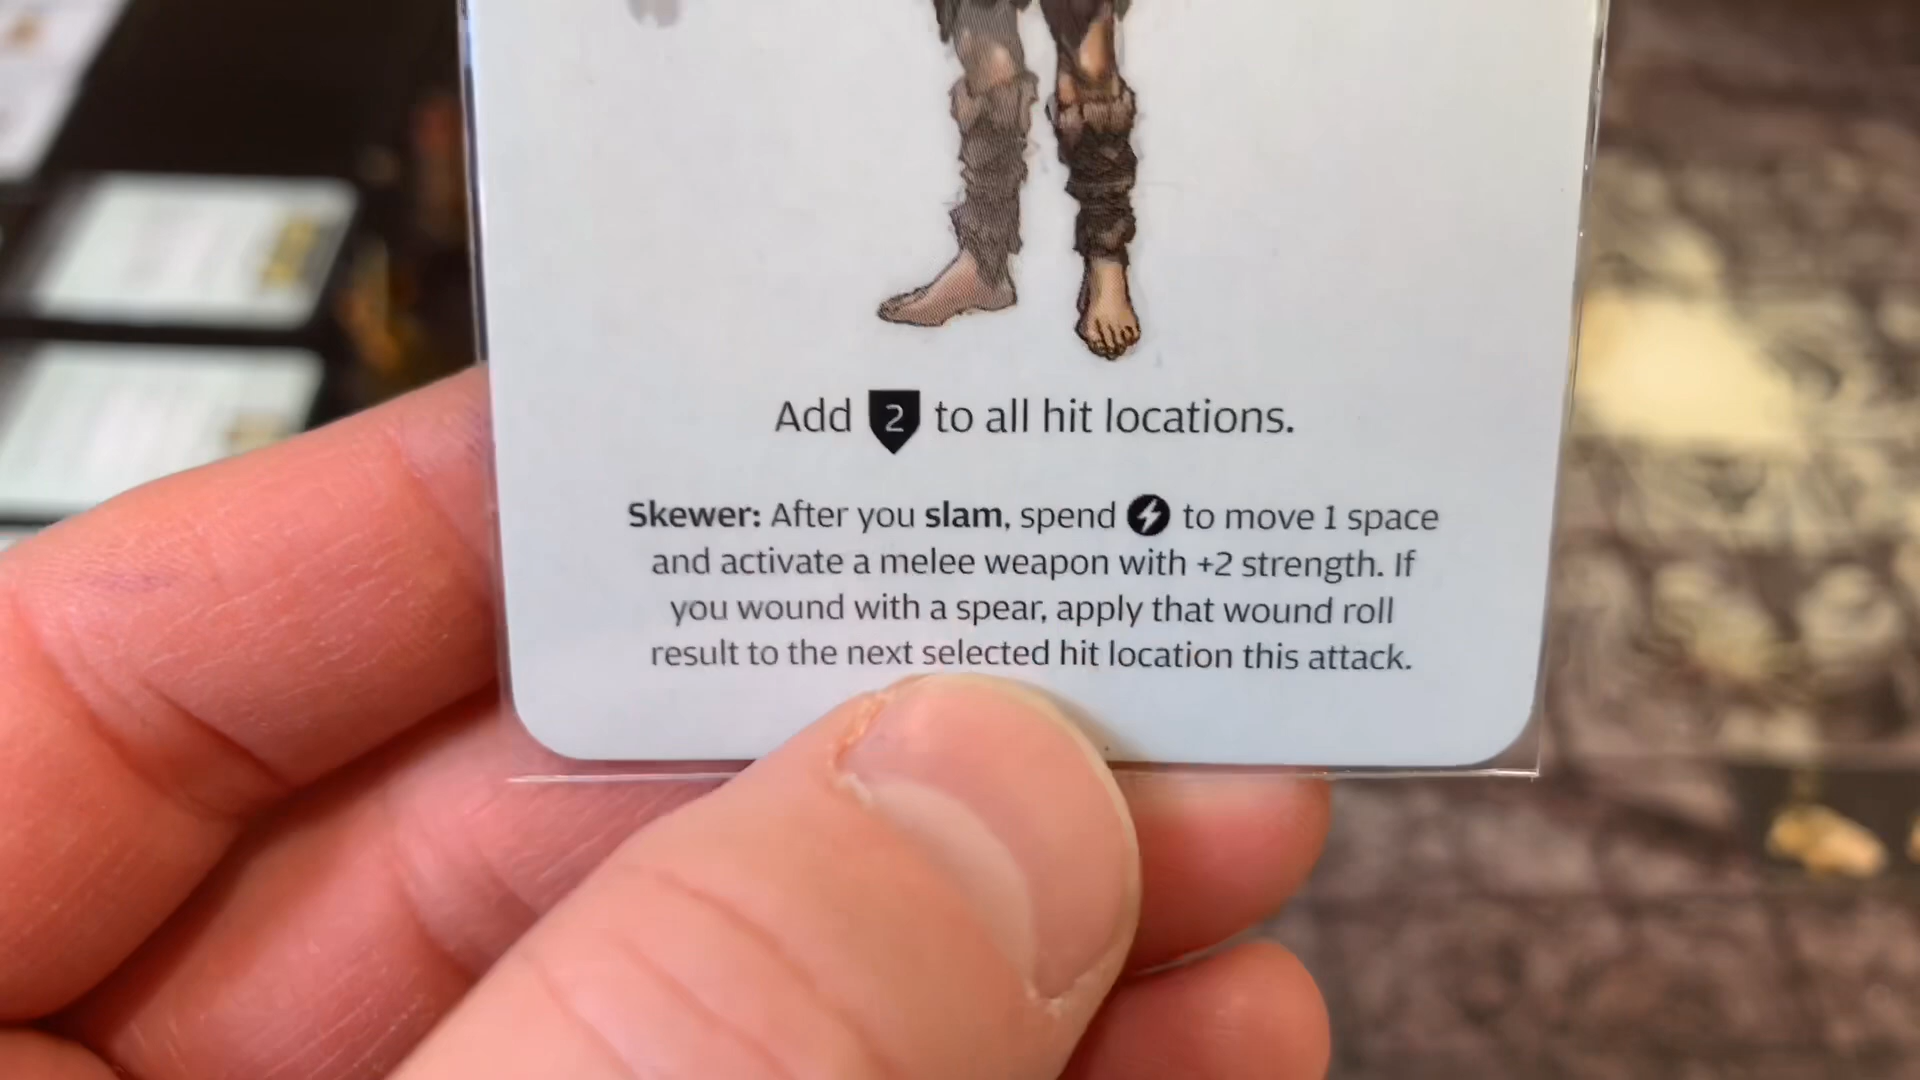 Add 2 to all hit locations.
Skewer: After you slam, spend to move 1 space
and activate a melee weapon with +2 strength. If
you wound with a spear, apply that wound roll
result to the next selected hit location this attack.